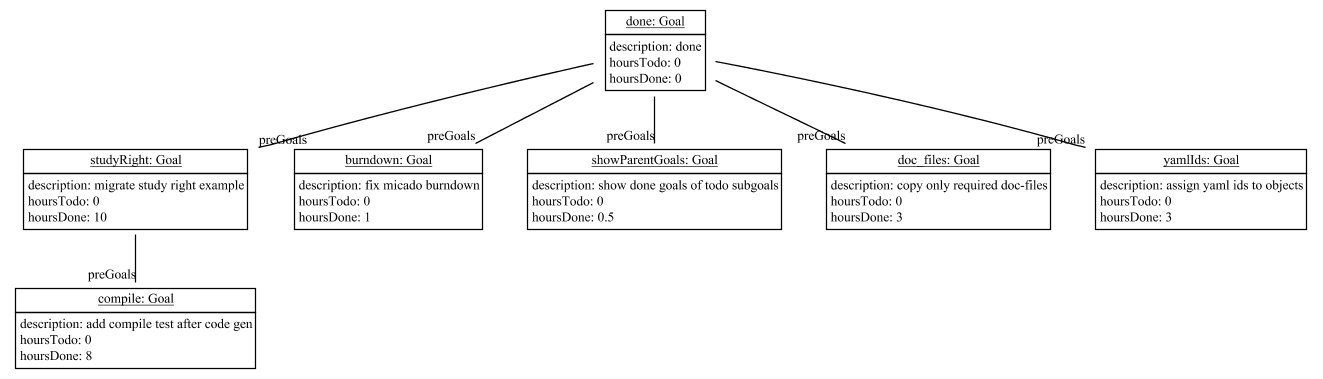 done: Goal
description: done
hoursTodo: 0
hoursDone: 0
preGoals
preGoals
preGoals
preGoals
preGoals
studyRight: Goal
description: migrate study right example
hoursTodo: 0
hoursDone: 10
burndown: Goal
description: fix micado burndown
hoursTodo: 0
hoursDone: 1
showParentGoals: Goal
description: show done goals of todo subgoals
hoursTodo: 0
hoursDone: 0.5
doc_files: Goal
description: copy only required doc-files
hoursTodo: 0
hoursDone: 3
yamlIds: Goal
description: assign yaml ids to objects
hoursTodo: 0
hoursDone: 3
preGoals
compile: Goal
description: add compile test after code gen
hoursTodo: 0
hoursDone: 8